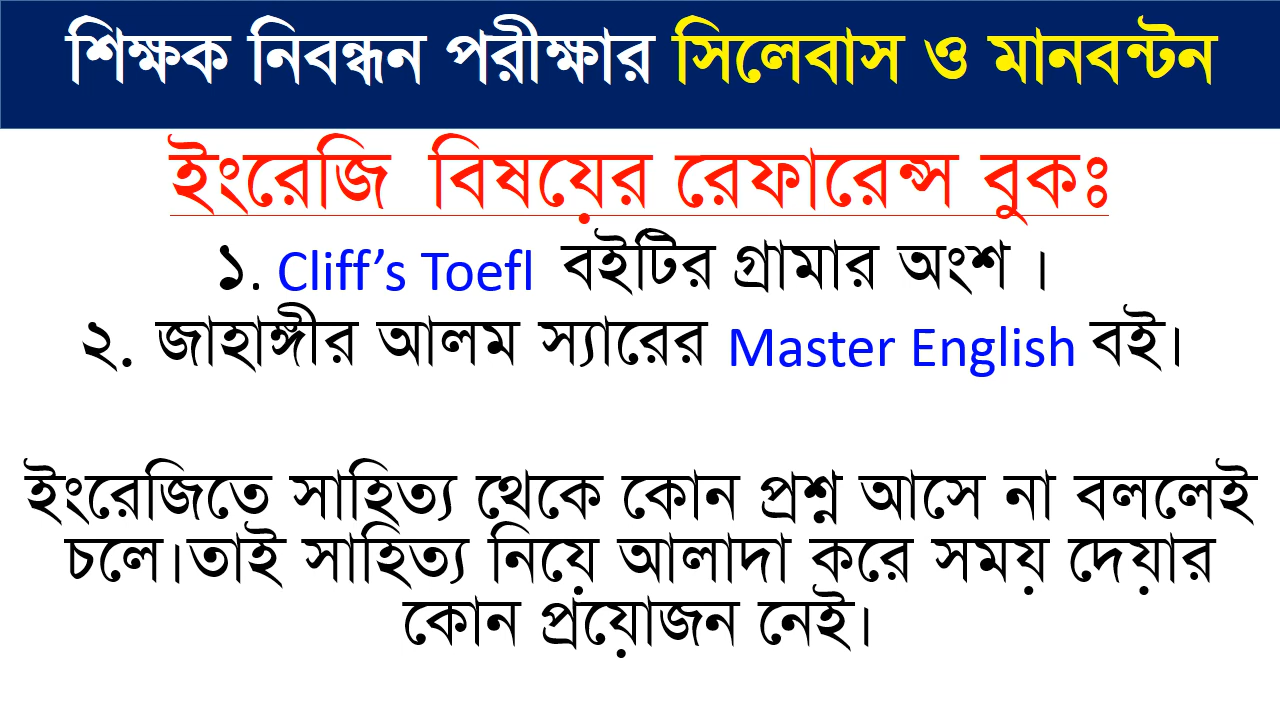 শিক্ষক নিবন্ধন পরীক্ষার সিলেবাস ও মানবন্টন
ইংরেজি বিষয়ের রেফারেন্স বুকঃ
১. Cliff’s Toefl বইটির গ্রামার অংশ ।
২. জাহাঙ্গীর আলম স্যারের Master English বই।
ইংরেজিতে সাহিত্য থেকে কোন প্রশ্ন আসে না বললেই
চলে।তাই সাহিত্য নিয়ে আলাদা করে সময় দেয়ার
কোন প্রয়োজন নেই।